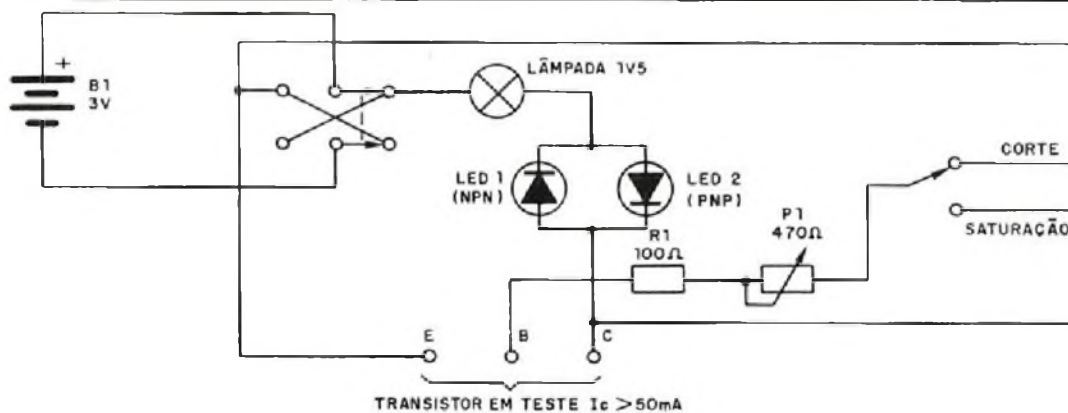 +
B1
3V
LÂMPADA 1V5
LED 1
(NPN)
LED 2
(PNP)
R1
100Ω
P1
470Ω
CORTE
SATURAÇÃO
E
B
C
TRANSISTOR EM TESTE Ic >50mA